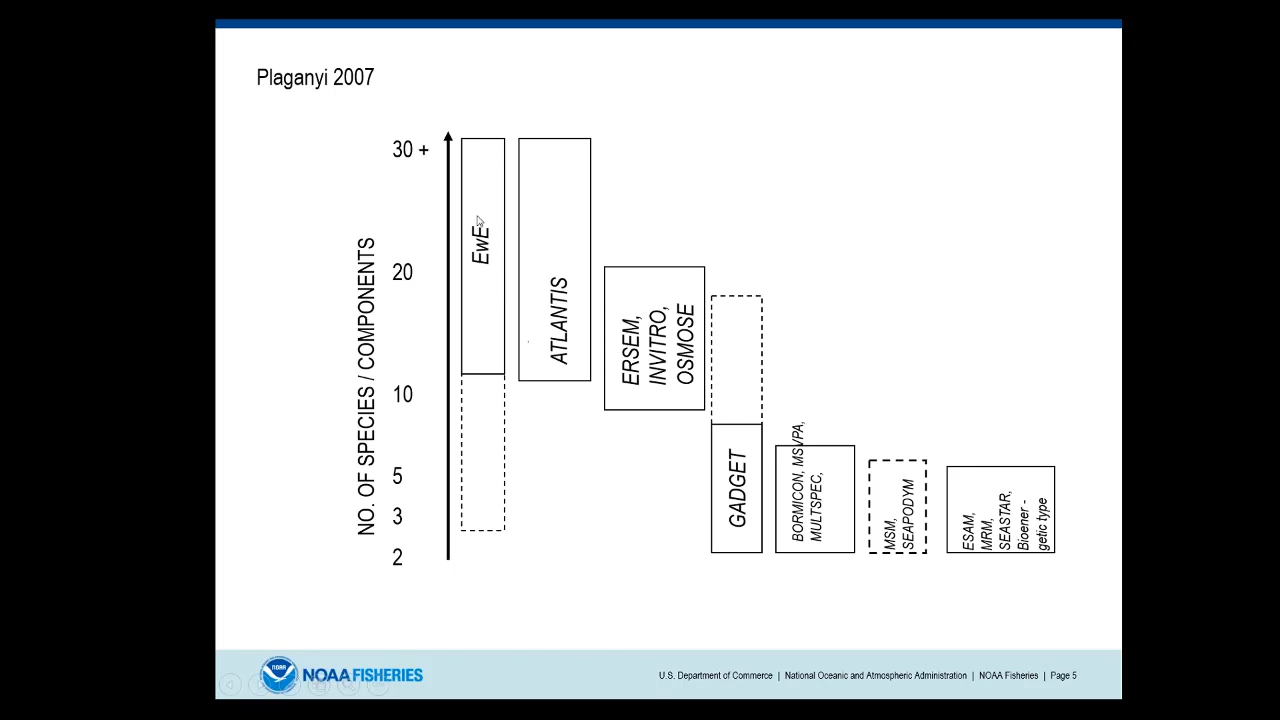 Plaganyi 2007
30 +
20
10
5
3
2
NO. OF SPECIES / COMPONENTS
EwE
ATLANTIS
ERSEM,
INVITRO,
OSMOSE
GADGET
BORMICON, MSVPA,
MULTSPEC,
MSM,
SEAPODYM
ESAM,
MRM,
SEASTAR,
Bioener -
getic type
NOAA
NOAA FISHERIES
U.S. Department of Commerce | National Oceanic and Atmospheric Administration | NOAA Fisheries | Page 5